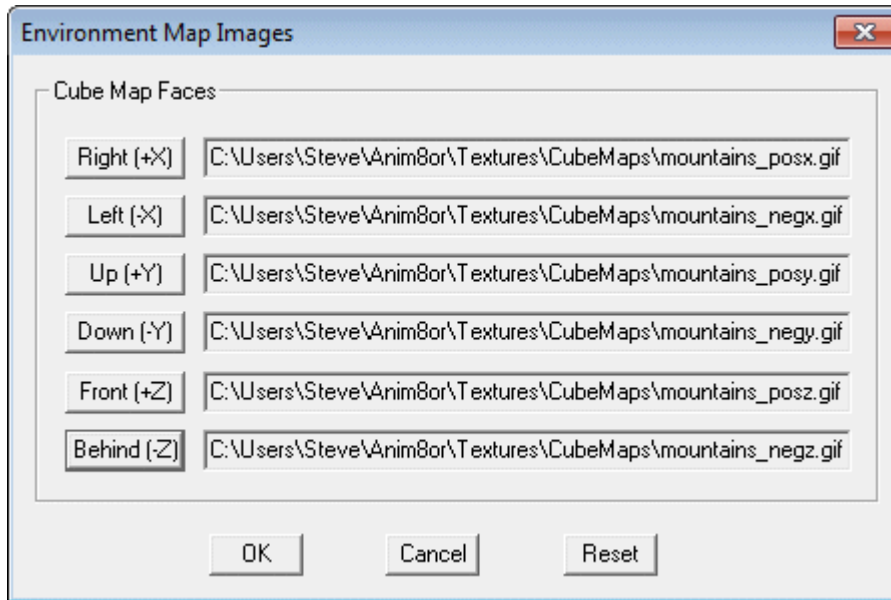 Environment Map Images
Cube Map Faces
Right (+X) C:\Users\Steve\Anim8or\Textures\CubeMaps\mountains_posx.gif
Left (-X) C:\Users\Steve\Anim8or\Textures\CubeMaps\mountains_negx.gif
Up (+Y) C:\Users\Steve\Anim8or\Textures\CubeMaps\mountains_posy.gif
Down (-Y) C:\Users\Steve\Anim8or\Textures\CubeMaps\mountains_negy.gif
Front (+Z) C:\Users\Steve\Anim8or\Textures\CubeMaps\mountains_posz.gif
Behind (-Z) C:\Users\Steve\Anim8or\Textures\CubeMaps\mountains_negz.gif
OK Cancel Reset